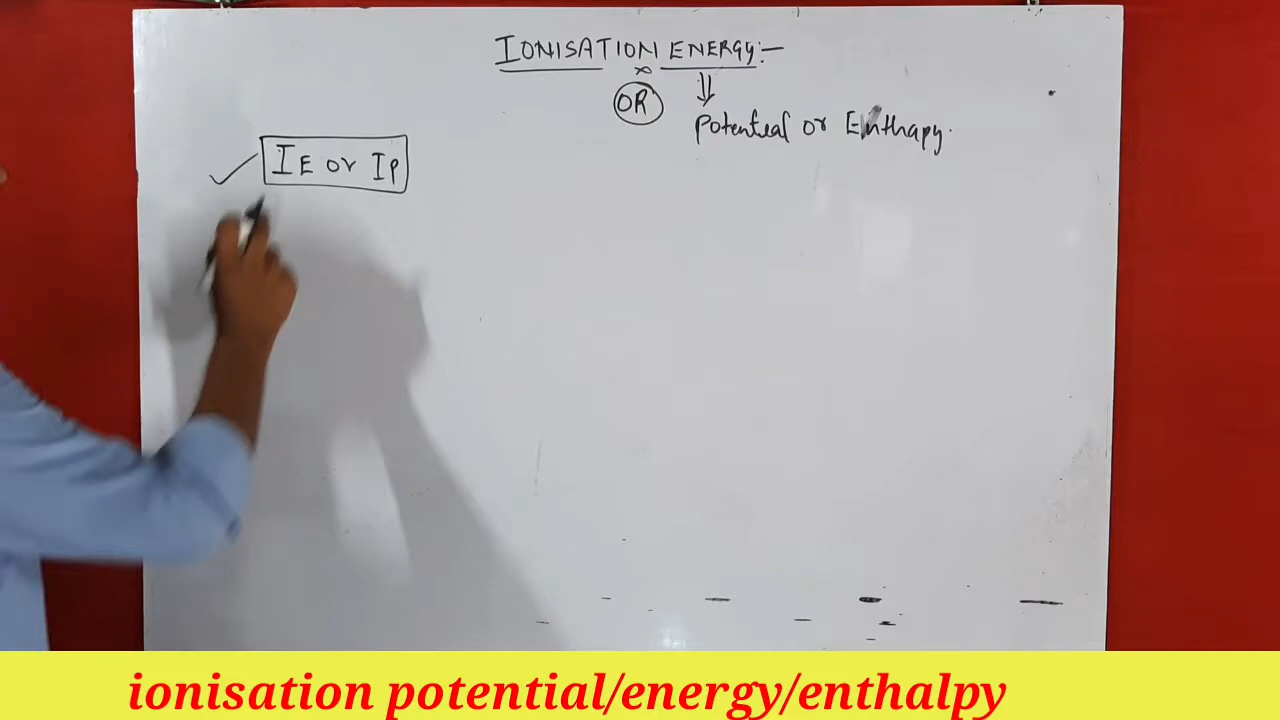 IONISATION ENERGY:-
OR
Potential or Enthapy.
IE or IP
ionisation potential/energy/enthalpy